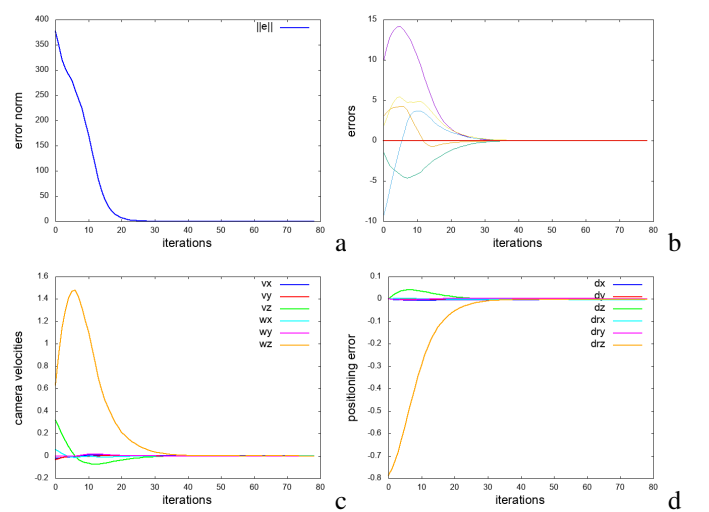 400
350
300
250
200
150
100
50
0
0 10 20 30 40 50 60 70 80
error norm
iterations
||e||
a
15
10
5
0
-5
-10
0 10 20 30 40 50 60 70 80
errors
iterations
b
1.6
1.4
1.2
1
0.8
0.6
0.4
0.2
0
-0.2
0 10 20 30 40 50 60 70 80
camera velocities
iterations
vx
vy
vz
wx
wy
wz
c
0.1
0
-0.1
-0.2
-0.3
-0.4
-0.5
-0.6
-0.7
-0.8
0 10 20 30 40 50 60 70 80
positioning error
iterations
dx
dy
dz
drx
dry
drz
d